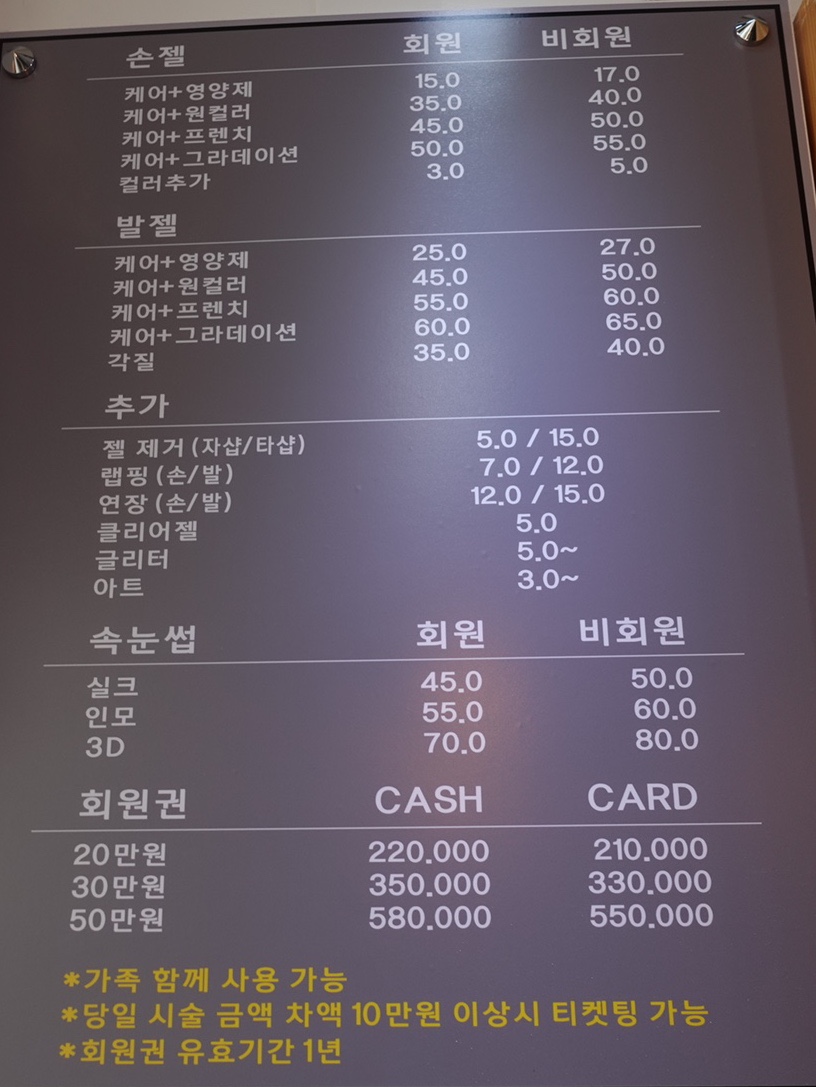 손젤 회원 비회원
케어+영양제 15.0 17.0
케어+원컬러 35.0 40.0
케어+프렌치 45.0 50.0
케어+그라데이션 50.0 55.0
컬러추가 3.0 5.0
발젤
케어+영양제 25.0 27.0
케어+원컬러 45.0 50.0
케어+프렌치 55.0 60.0
케어+그라데이션 60.0 65.0
각질 35.0 40.0
추가
젤 제거 (자샵/타샵) 5.0 / 15.0
랩핑 (손/발) 7.0 / 12.0
연장 (손/발) 12.0 / 15.0
클리어젤 5.0
글리터 5.0~
아트 3.0~
속눈썹 회원 비회원
실크 45.0 50.0
인모 55.0 60.0
3D 70.0 80.0
회원권 CASH CARD
20만원 220.000 210.000
30만원 350.000 330.000
50만원 580.000 550.000
*가족 함께 사용 가능
*당일 시술 금액 차액 10만원 이상시 티켓팅 가능
*회원권 유효기간 1년